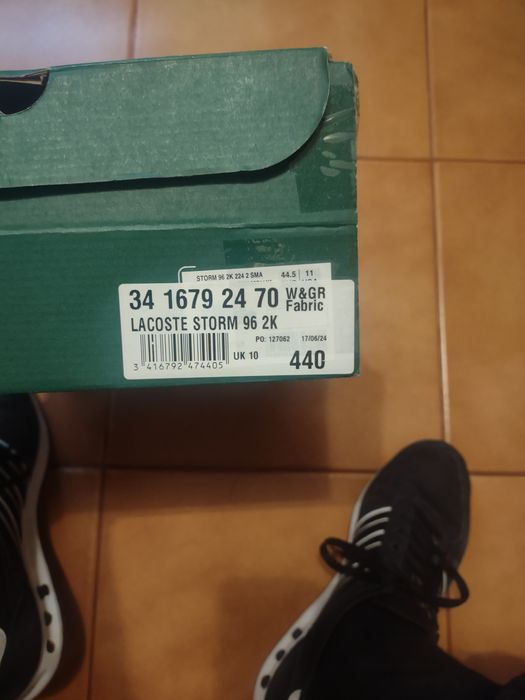 STORM 96 2K 224 2 SMA 44.5 11
34 1679 24 70 W&GR Fabric
LACOSTE STORM 96 2K
PO: 127062 17/06/24
UK 10 440
3 416792 474405